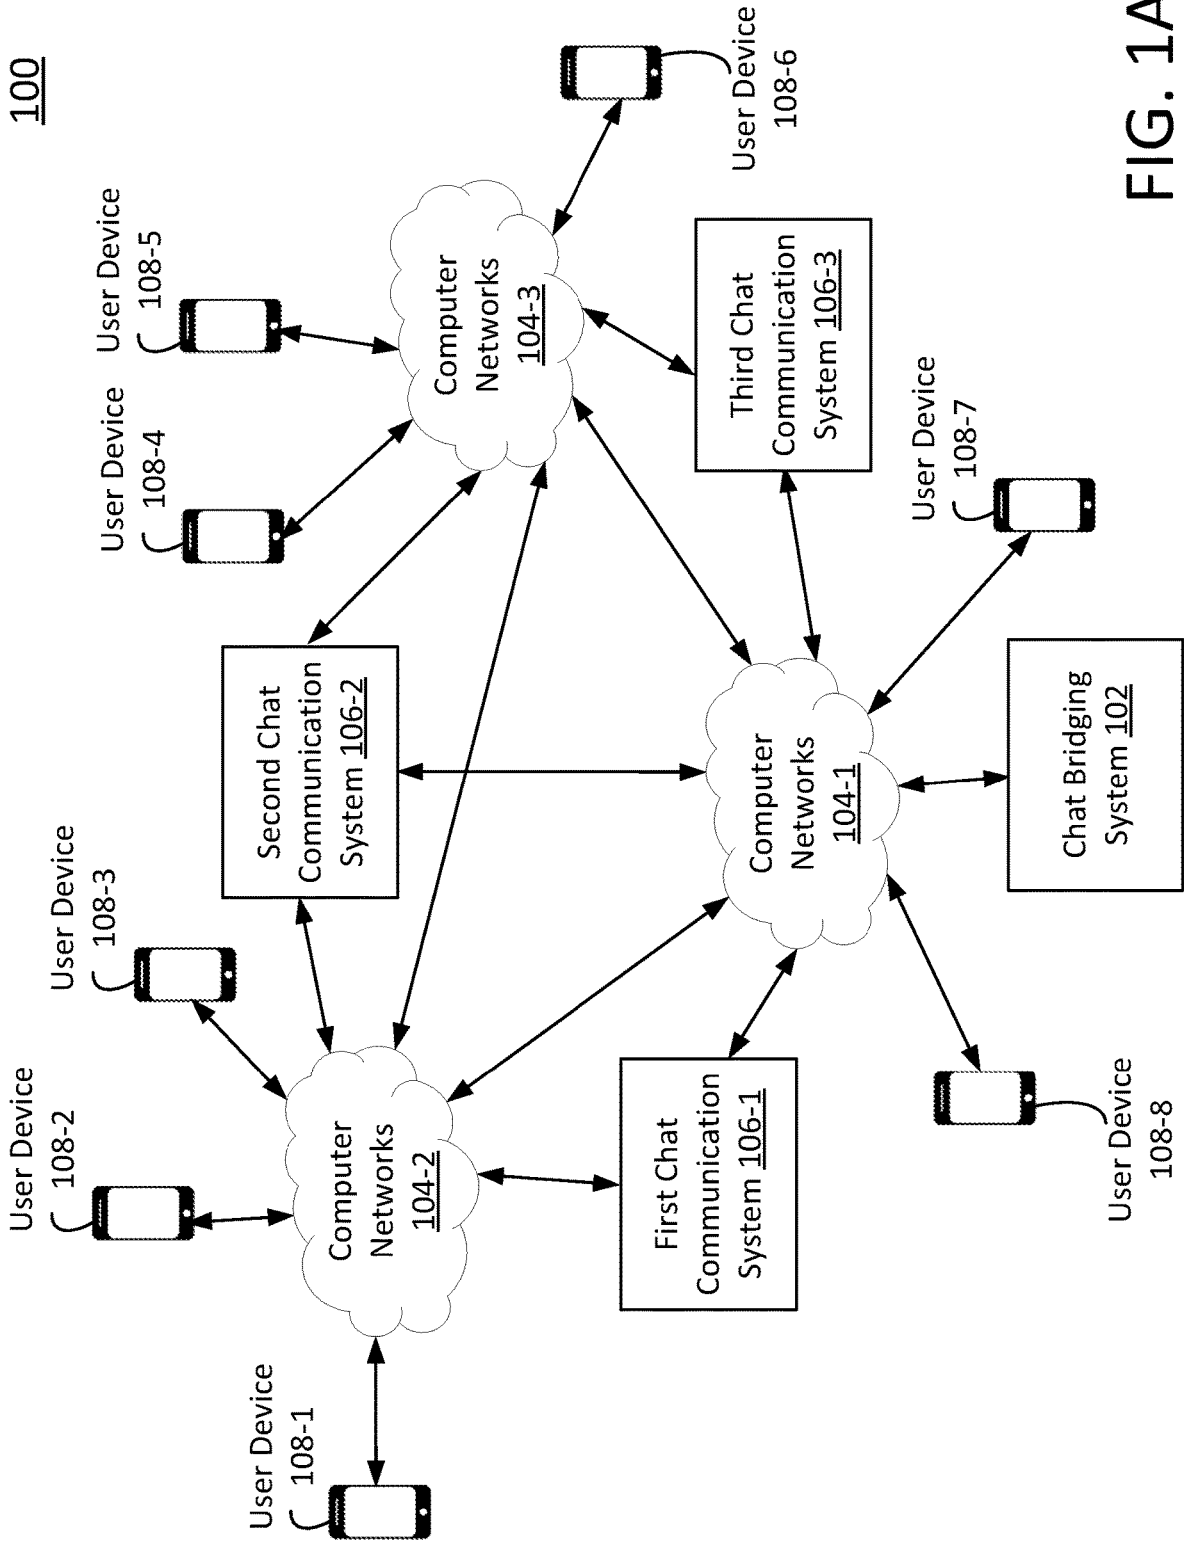 100
User Device
108-1
User Device
108-2
User Device
108-3
User Device
108-4
User Device
108-5
User Device
108-6
Computer
Networks
104-2
Second Chat
Communication
System 106-2
Computer
Networks
104-3
First Chat
Communication
System 106-1
Computer
Networks
104-1
Third Chat
Communication
System 106-3
User Device
108-7
User Device
108-8
Chat Bridging
System 102
FIG. 1A